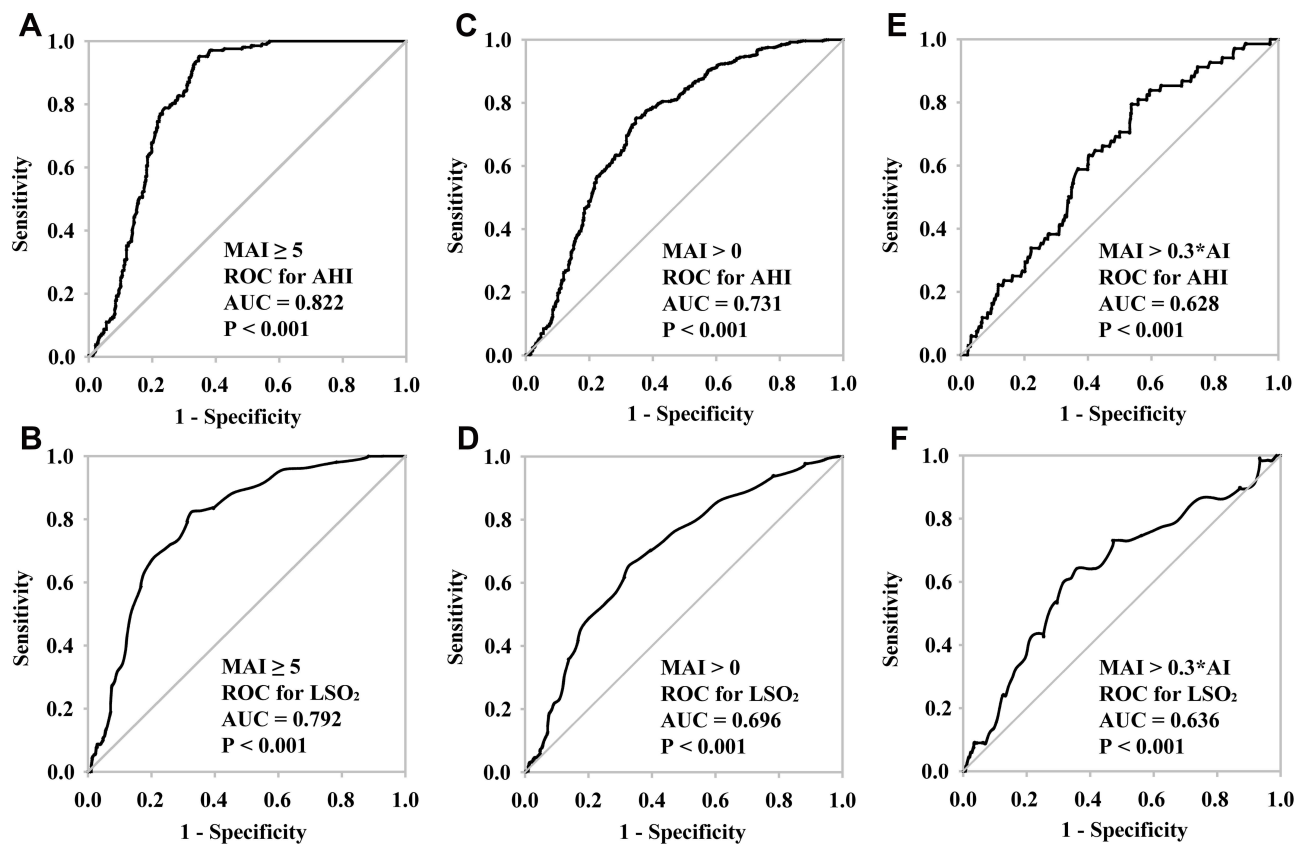 A
1.0
0.8
0.6
0.4
0.2
0.0
Sensitivity
MAI ≥ 5
ROC for AHI
AUC = 0.822
P < 0.001
0.0 0.2 0.4 0.6 0.8 1.0
1 - Specificity
C
1.0
0.8
0.6
0.4
0.2
0.0
Sensitivity
MAI > 0
ROC for AHI
AUC = 0.731
P < 0.001
0.0 0.2 0.4 0.6 0.8 1.0
1 - Specificity
E
1.0
0.8
0.6
0.4
0.2
0.0
Sensitivity
MAI > 0.3*AI
ROC for AHI
AUC = 0.628
P < 0.001
0.0 0.2 0.4 0.6 0.8 1.0
1 - Specificity
B
1.0
0.8
0.6
0.4
0.2
0.0
Sensitivity
MAI ≥ 5
ROC for LSO₂
AUC = 0.792
P < 0.001
0.0 0.2 0.4 0.6 0.8 1.0
1 - Specificity
D
1.0
0.8
0.6
0.4
0.2
0.0
Sensitivity
MAI > 0
ROC for LSO₂
AUC = 0.696
P < 0.001
0.0 0.2 0.4 0.6 0.8 1.0
1 - Specificity
F
1.0
0.8
0.6
0.4
0.2
0.0
Sensitivity
MAI > 0.3*AI
ROC for LSO₂
AUC = 0.636
P < 0.001
0.0 0.2 0.4 0.6 0.8 1.0
1 - Specificity